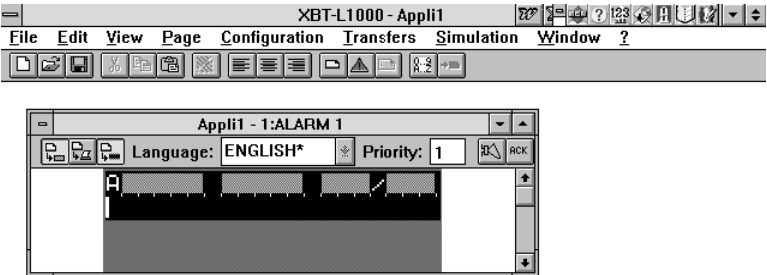 XBT-L1000 - Appli1
File Edit View Page Configuration Transfers Simulation Window ?
Appli1 - 1:ALARM 1
Language: ENGLISH* Priority: 1 ACK
A /